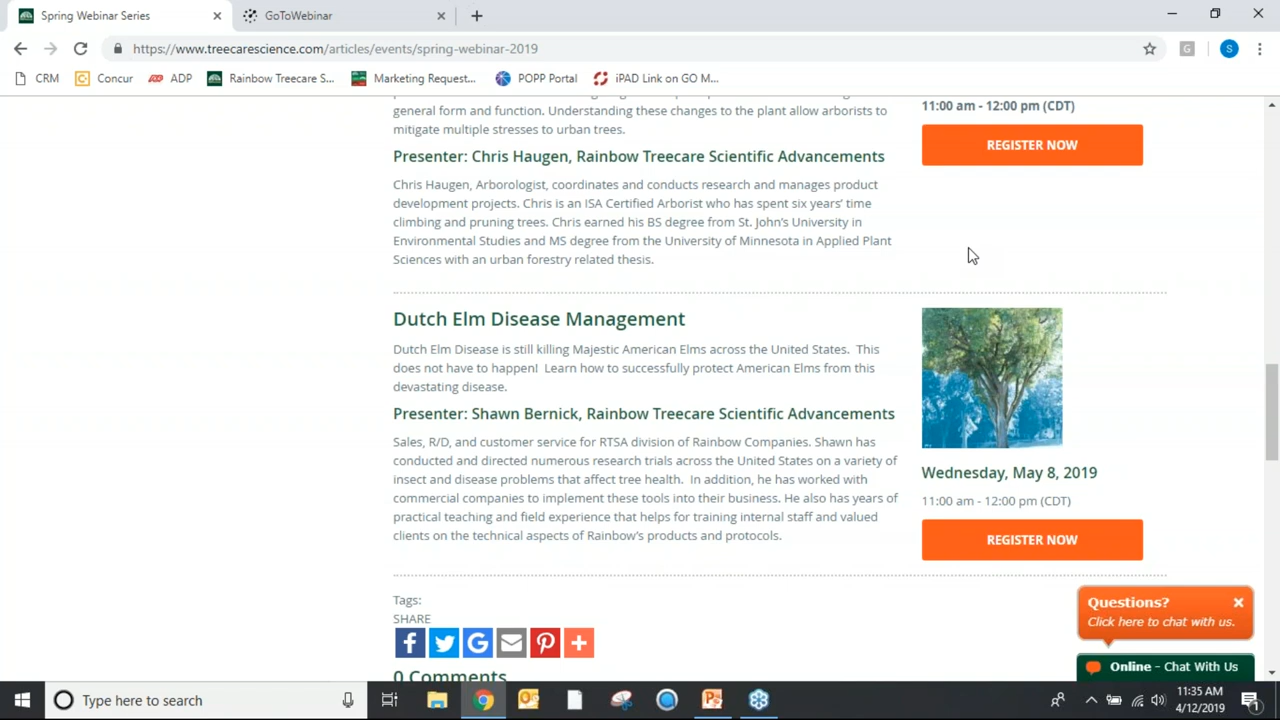 Spring Webinar Series
GoToWebinar
https://www.treecarescience.com/articles/events/spring-webinar-2019
G
S
CRM
Concur
ADP
Rainbow Treecare S...
Marketing Request...
POPP Portal
iPAD Link on GO M...
general form and function. Understanding these changes to the plant allow arborists to
mitigate multiple stresses to urban trees.
11:00 am - 12:00 pm (CDT)
REGISTER NOW
Presenter: Chris Haugen, Rainbow Treecare Scientific Advancements
Chris Haugen, Arborologist, coordinates and conducts research and manages product
development projects. Chris is an ISA Certified Arborist who has spent six years' time
climbing and pruning trees. Chris earned his BS degree from St. John's University in
Environmental Studies and MS degree from the University of Minnesota in Applied Plant
Sciences with an urban forestry related thesis.
Dutch Elm Disease Management
Dutch Elm Disease is still killing Majestic American Elms across the United States. This
does not have to happen! Learn how to successfully protect American Elms from this
devastating disease.
Presenter: Shawn Bernick, Rainbow Treecare Scientific Advancements
Sales, R/D, and customer service for RTSA division of Rainbow Companies. Shawn has
conducted and directed numerous research trials across the United States on a variety of
insect and disease problems that affect tree health. In addition, he has worked with
commercial companies to implement these tools into their business. He also has years of
practical teaching and field experience that helps for training internal staff and valued
clients on the technical aspects of Rainbow's products and protocols.
Wednesday, May 8, 2019
11:00 am - 12:00 pm (CDT)
REGISTER NOW
Tags:
SHARE
0 Comments
Questions?
Click here to chat with us.
Online - Chat With Us
Type here to search
11:35 AM
4/12/2019
1